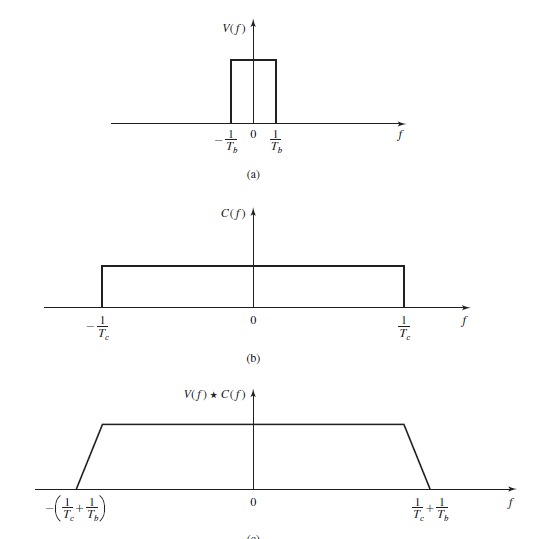 V(f)
-1/T_b 0 1/T_b f
(a)
C(f)
-1/T_c 0 1/T_c f
(b)
V(f) ★ C(f)
-(1/T_c + 1/T_b) 0 1/T_c + 1/T_b f